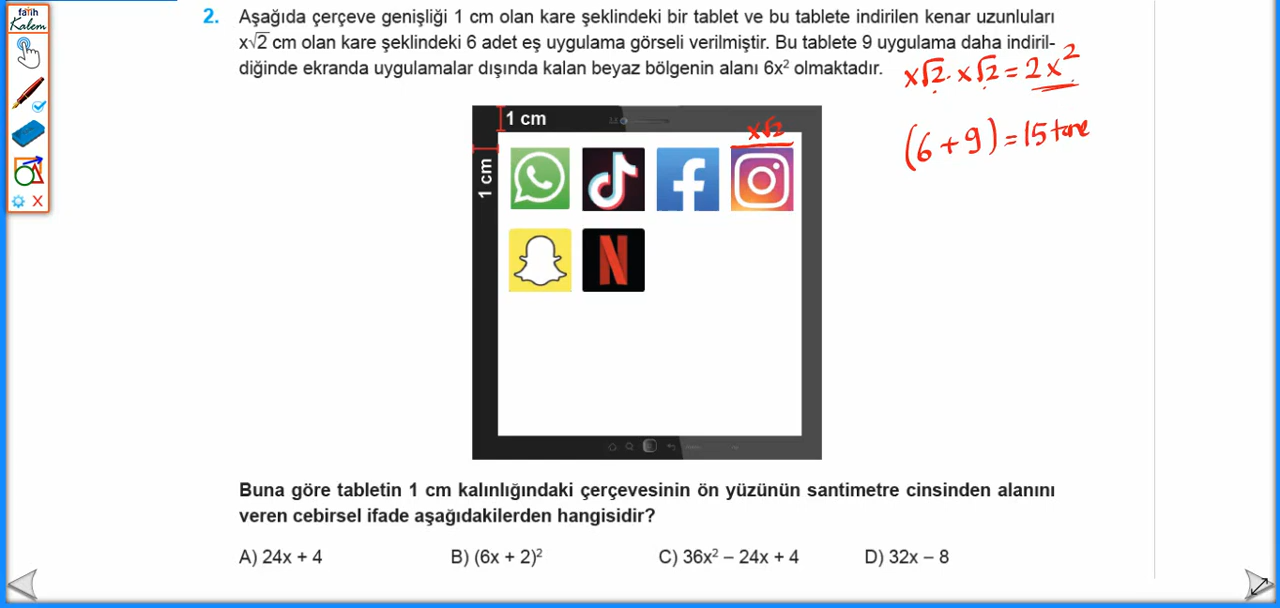 fatih
Kalem
2. Aşağıda çerçeve genişliği 1 cm olan kare şeklindeki bir tablet ve bu tablete indirilen kenar uzunluları
x√2 cm olan kare şeklindeki 6 adet eş uygulama görseli verilmiştir. Bu tablete 9 uygulama daha indiril-
diğinde ekranda uygulamalar dışında kalan beyaz bölgenin alanı 6x² olmaktadır.
x√2 . x√2 = 2x²
(6+9) = 15 tane
1 cm
x√2
1 cm
f
N
Buna göre tabletin 1 cm kalınlığındaki çerçevesinin ön yüzünün santimetre cinsinden alanını
veren cebirsel ifade aşağıdakilerden hangisidir?
A) 24x + 4 B) (6x + 2)² C) 36x² – 24x + 4 D) 32x – 8